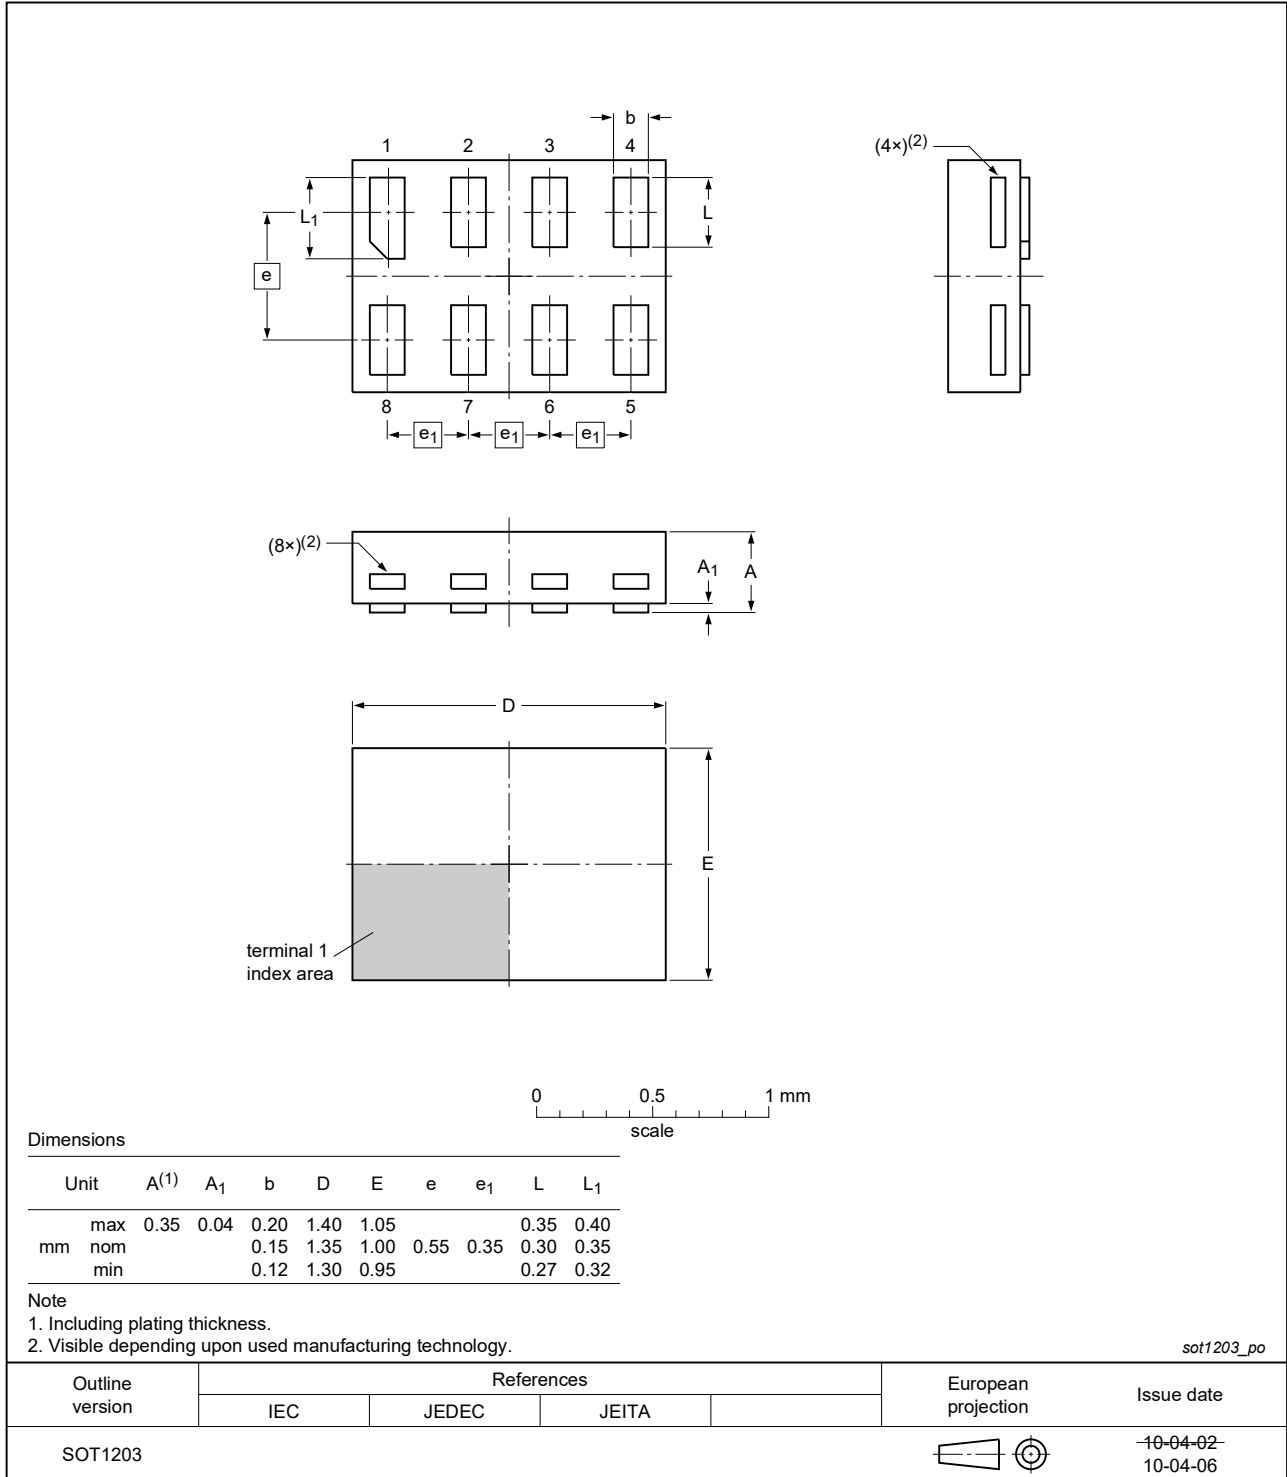 b
1 2 3 4
(4×)(2)
L1
L
e
8 7 6 5
e1 e1 e1
(8×)(2)
A1
A
D
E
terminal 1
index area
0 0.5 1 mm
scale
Dimensions
Unit A(1) A1 b D E e e1 L L1
max 0.35 0.04 0.20 1.40 1.05 0.35 0.40
mm nom 0.15 1.35 1.00 0.55 0.35 0.30 0.35
min 0.12 1.30 0.95 0.27 0.32
Note
1. Including plating thickness.
2. Visible depending upon used manufacturing technology.
sot1203_po
Outline
version
References
IEC JEDEC JEITA
European
projection
Issue date
SOT1203
10-04-02
10-04-06